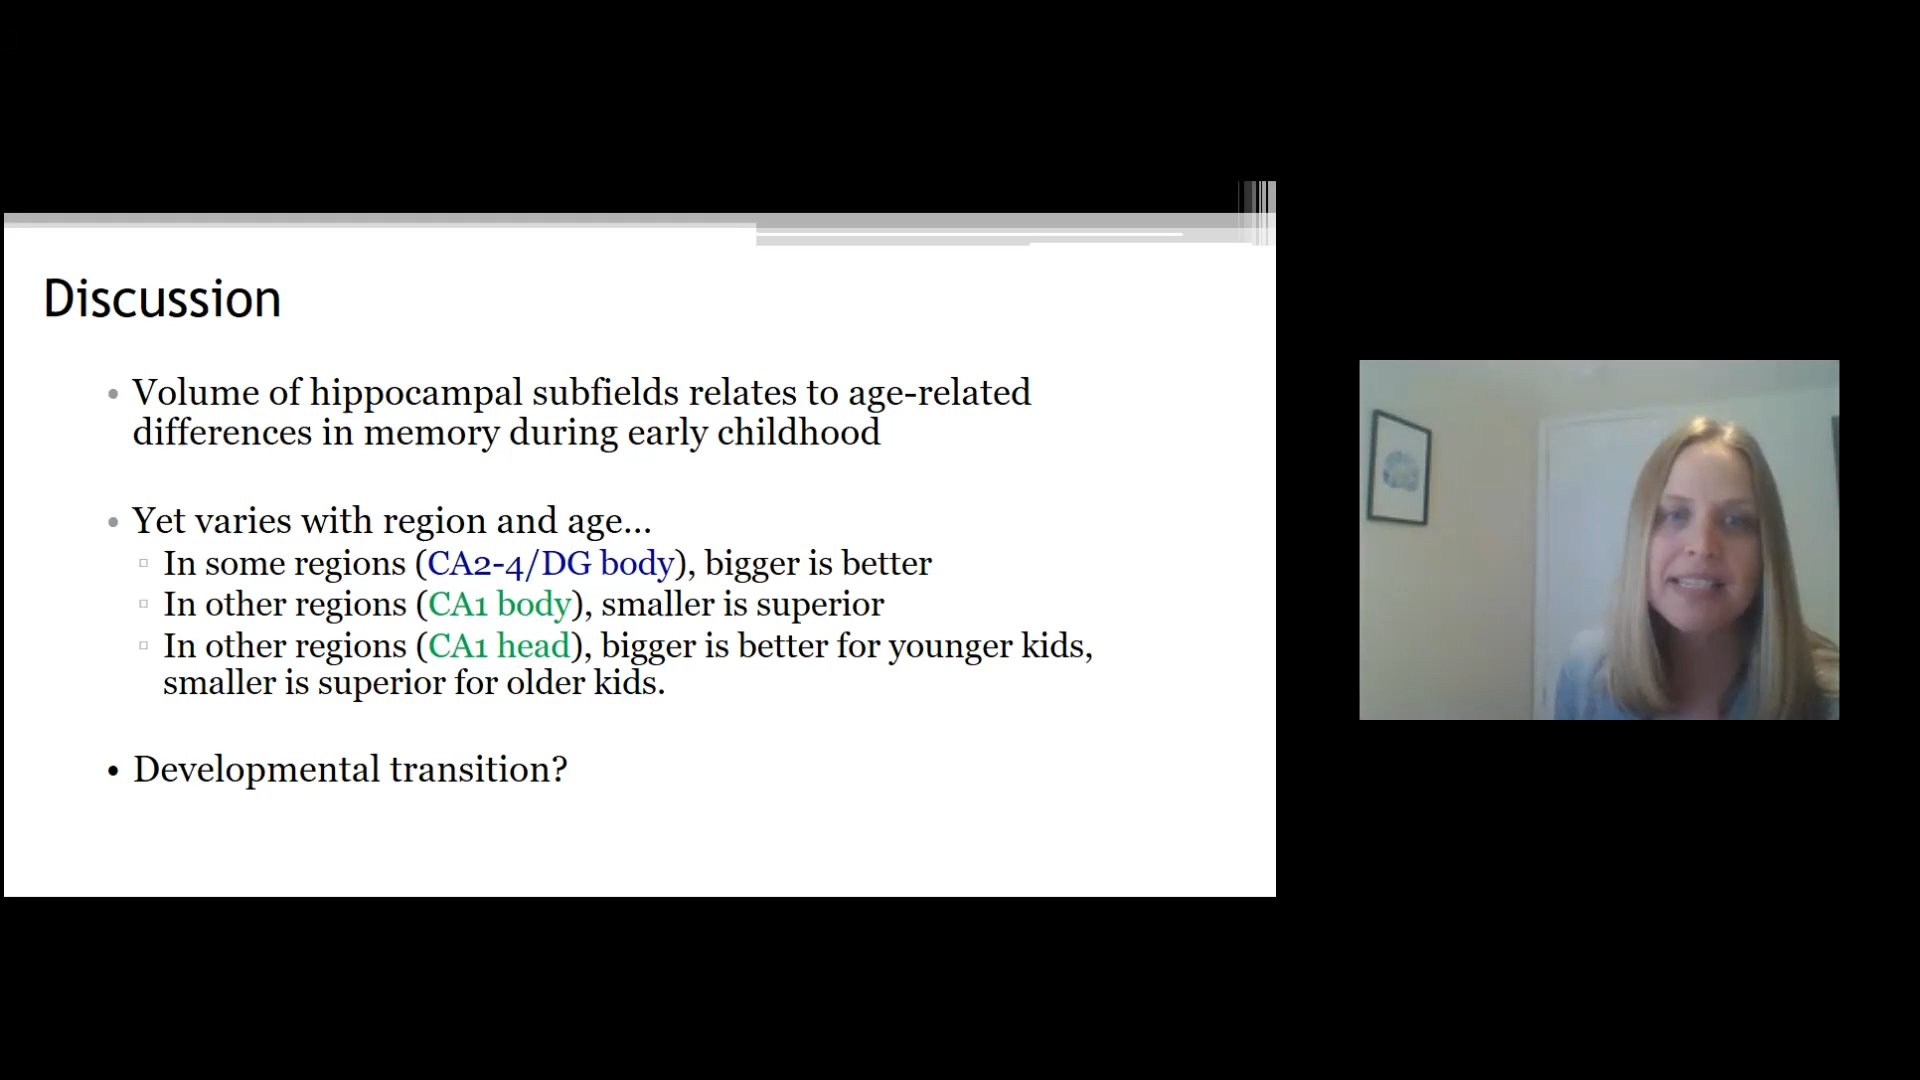 Discussion
• Volume of hippocampal subfields relates to age-related
differences in memory during early childhood
• Yet varies with region and age...
▫ In some regions (CA2-4/DG body), bigger is better
▫ In other regions (CA1 body), smaller is superior
▫ In other regions (CA1 head), bigger is better for younger kids,
smaller is superior for older kids.
• Developmental transition?